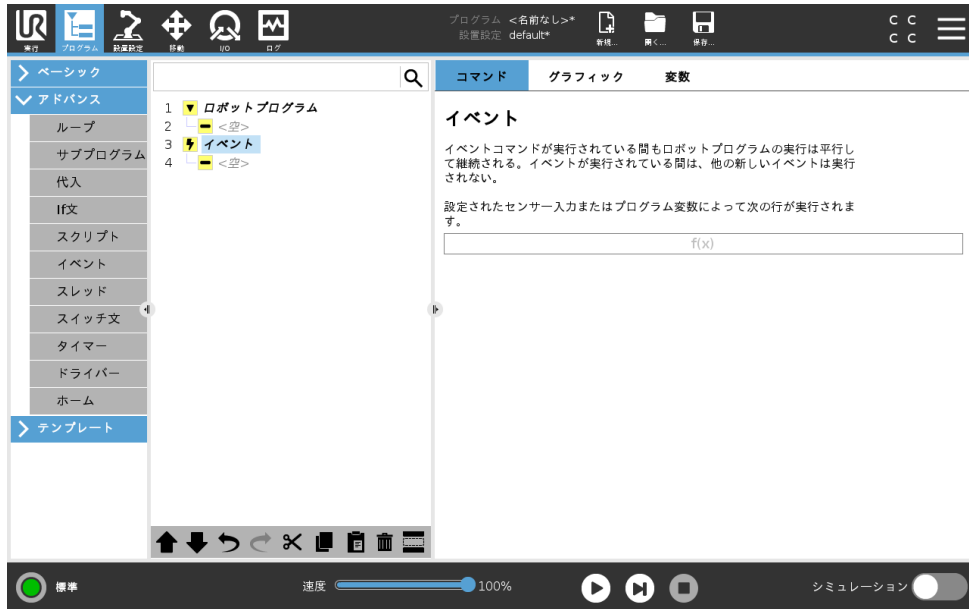 UR
実行
プログラム
設置設定
移動
I/O
ログ
プログラム <名前なし>*
設置設定 default*
新規...
開く...
保存...
C C
C C
ベーシック
アドバンス
ループ
サブプログラム
代入
If文
スクリプト
イベント
スレッド
スイッチ文
タイマー
ドライバー
ホーム
テンプレート
1 ロボットプログラム
2 <空>
3 イベント
4 <空>
コマンド グラフィック 変数
イベント
イベントコマンドが実行されている間もロボットプログラムの実行は平行し
て継続される。イベントが実行されている間は、他の新しいイベントは実行
されない。
設定されたセンサー入力またはプログラム変数によって次の行が実行されま
す。
f(x)
標準
速度 100%
シミュレーション